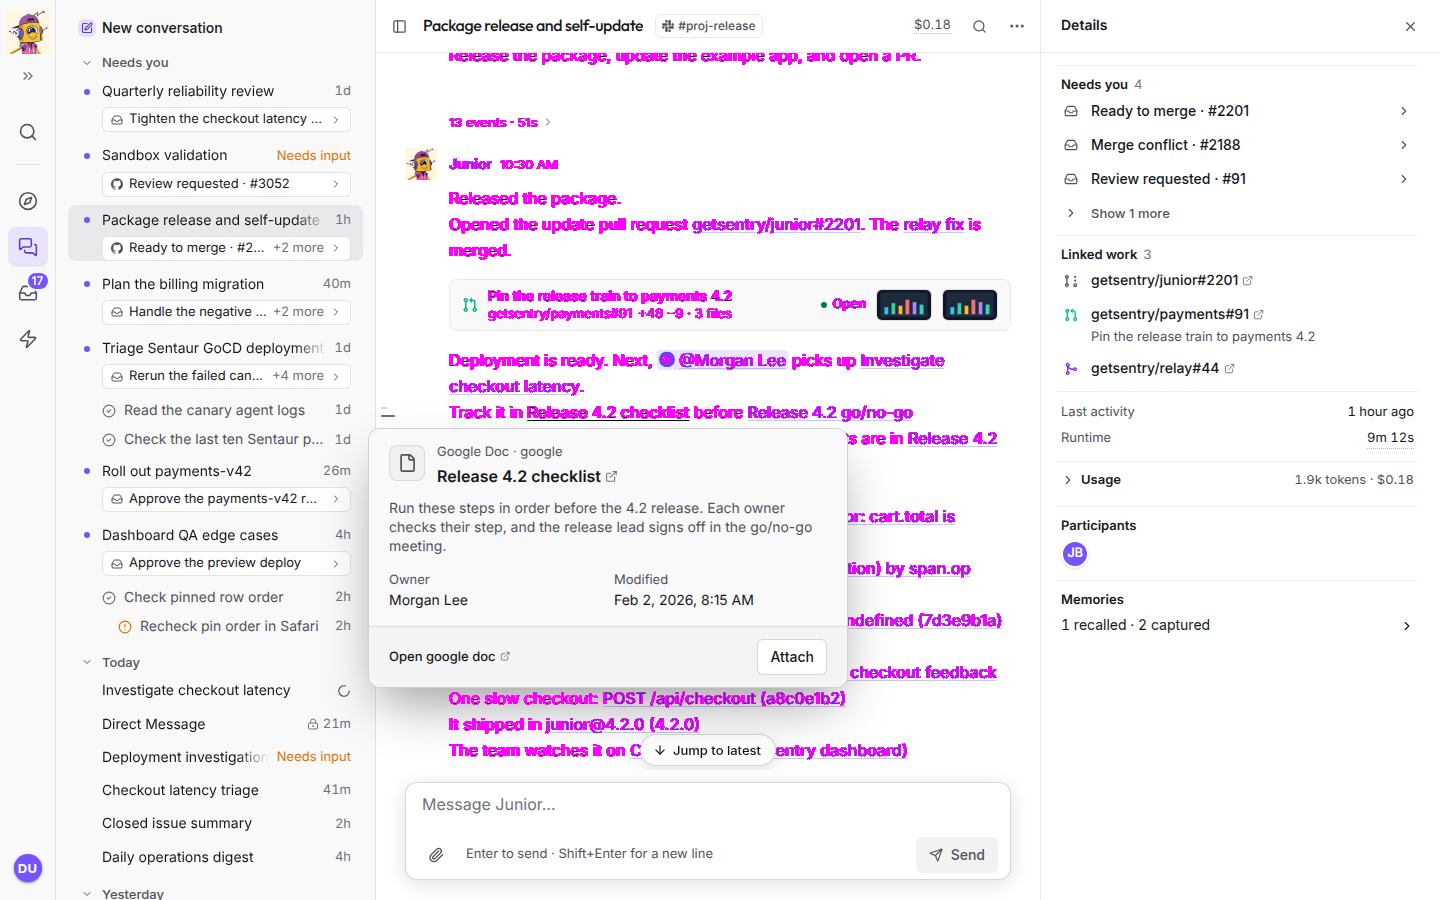 New conversation
Needs you
Quarterly reliability review 1d
Tighten the checkout latency ...
Sandbox validation Needs input
Review requested · #3052
Package release and self-update 1h
Ready to merge · #2... +2 more
Plan the billing migration 40m
Handle the negative ... +2 more
Triage Sentaur GoCD deployment 1d
Rerun the failed can... +4 more
Read the canary agent logs 1d
Check the last ten Sentaur p... 1d
Roll out payments-v42 26m
Approve the payments-v42 r...
Dashboard QA edge cases 4h
Approve the preview deploy
Check pinned row order 2h
Recheck pin order in Safari 2h
Today
Investigate checkout latency
Direct Message 21m
Deployment investigation Needs input
Checkout latency triage 41m
Closed issue summary 2h
Daily operations digest 4h
Yesterday
17
DU
Package release and self-update #proj-release $0.18
Release the package, update the example app, and open a PR.
13 events · 51s
Junior 10:30 AM
Released the package.
Opened the update pull request getsentry/junior#2201. The relay fix is
merged.
Pin the release train to payments 4.2
getsentry/payments#91 +48 −9 · 3 files
Open
Deployment is ready. Next, @Morgan Lee picks up Investigate
checkout latency.
Track it in Release 4.2 checklist before Release 4.2 go/no-go
s are in Release 4.2
Google Doc · google
Release 4.2 checklist
Run these steps in order before the 4.2 release. Each owner
checks their step, and the release lead signs off in the go/no-go
meeting.
Owner Modified
Morgan Lee Feb 2, 2026, 8:15 AM
Open google doc Attach
or: cart.total is
tion) by span.op
ndefined (7d3e9b1a)
checkout feedback
One slow checkout: POST /api/checkout (a8c0e1b2)
It shipped in junior@4.2.0 (4.2.0)
The team watches it on C entry dashboard)
Jump to latest
Message Junior...
Enter to send · Shift+Enter for a new line
Send
Details
Needs you 4
Ready to merge · #2201
Merge conflict · #2188
Review requested · #91
Show 1 more
Linked work 3
getsentry/junior#2201
getsentry/payments#91
Pin the release train to payments 4.2
getsentry/relay#44
Last activity 1 hour ago
Runtime 9m 12s
Usage 1.9k tokens · $0.18
Participants
JB
Memories
1 recalled · 2 captured